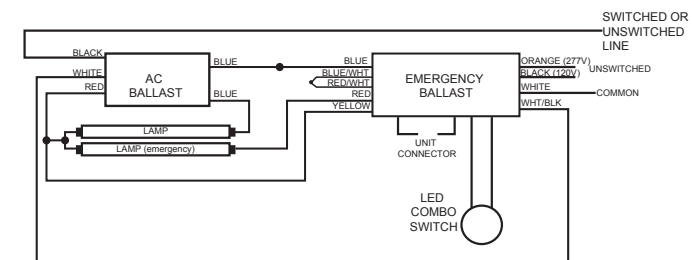 SWITCHED OR
UNSWITCHED
LINE
BLACK
WHITE
RED
AC
BALLAST
BLUE
BLUE
BLUE
BLUE/WHT
RED/WHT
RED
YELLOW
EMERGENCY
BALLAST
ORANGE (277V)
BLACK (120V)
UNSWITCHED
WHITE
COMMON
WHT/BLK
LAMP
LAMP (emergency)
UNIT
CONNECTOR
LED
COMBO
SWITCH